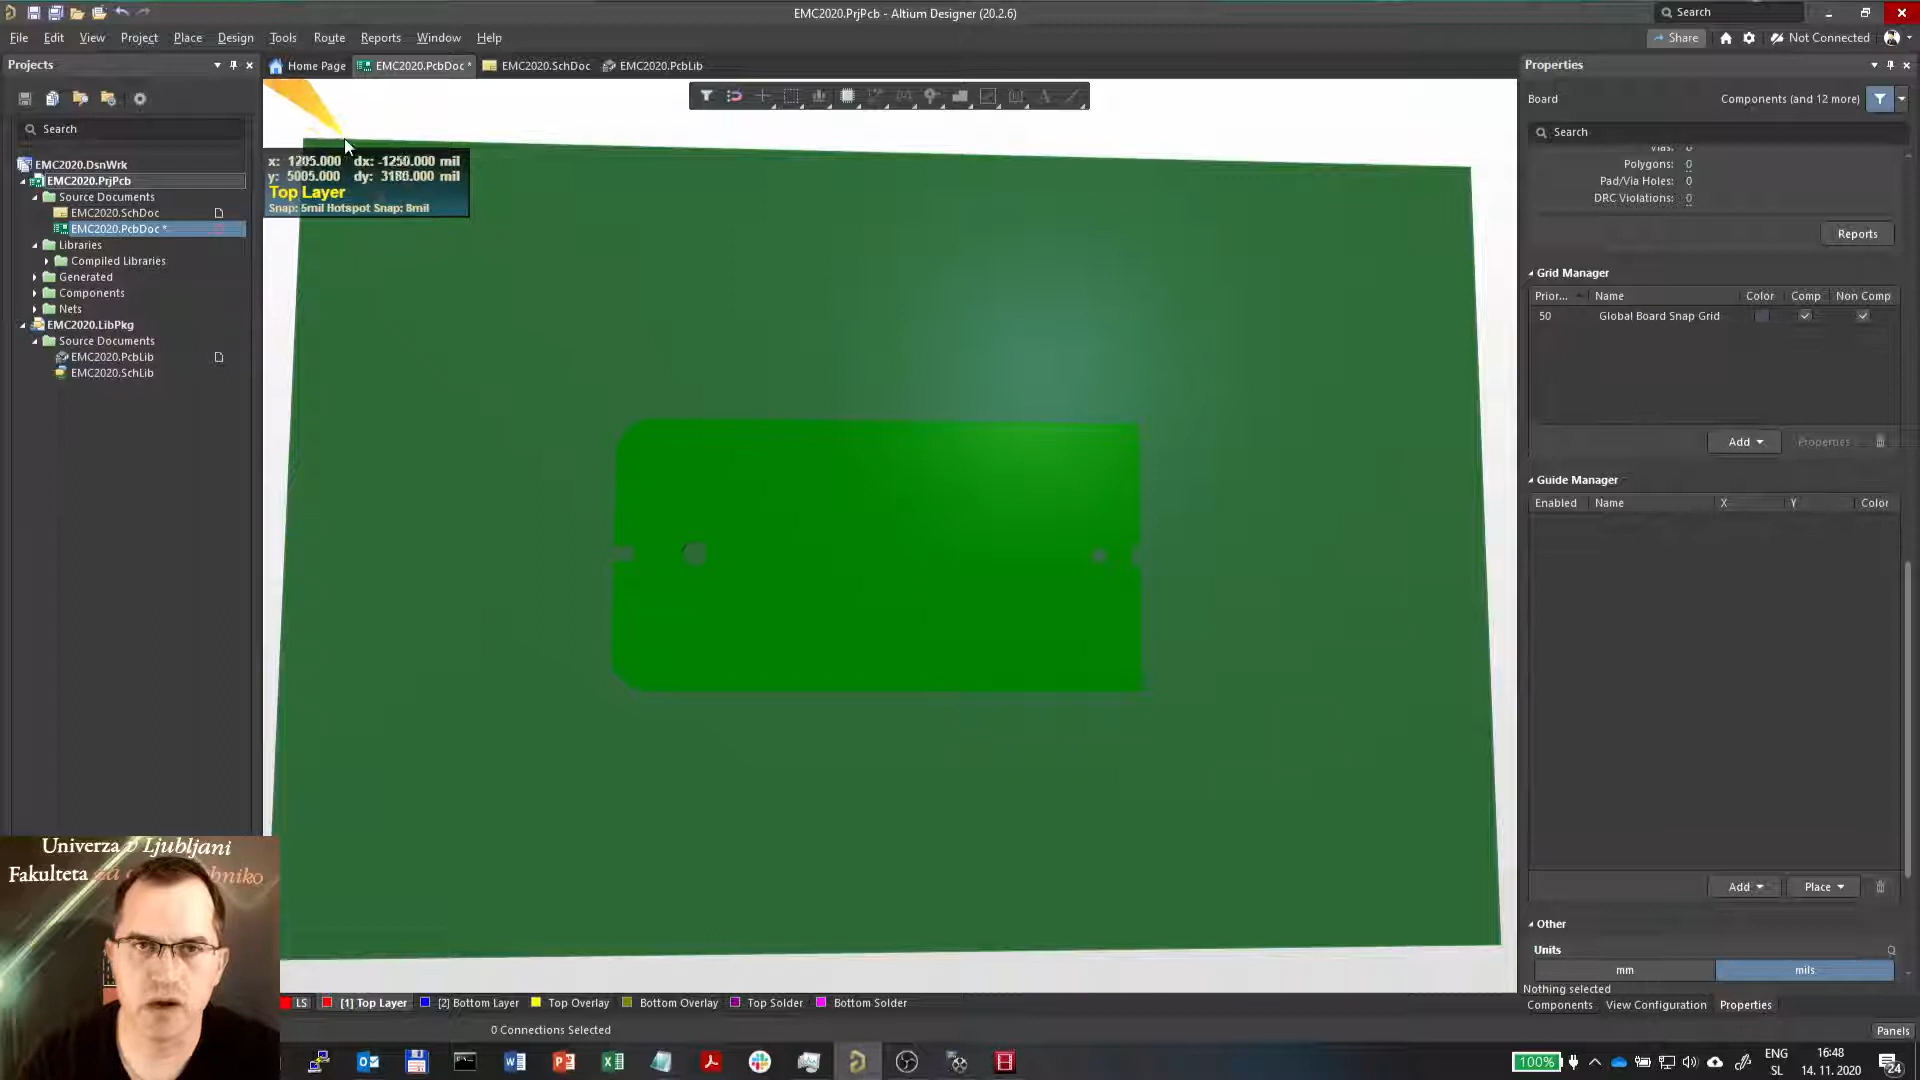 EMC2020.PrjPcb - Altium Designer (20.2.6)
Search
File Edit View Project Place Design Tools Route Reports Window Help
Share
Not Connected
Projects
Home Page
EMC2020.PcbDoc *
EMC2020.SchDoc
EMC2020.PcbLib
Properties
Board
Components (and 12 more)
Search
Search
EMC2020.DsnWrk
EMC2020.PrjPcb
Source Documents
EMC2020.SchDoc
EMC2020.PcbDoc *
Libraries
Compiled Libraries
Generated
Components
Nets
EMC2020.LibPkg
Source Documents
EMC2020.PcbLib
EMC2020.SchLib
x: 1205.000 dx: -1250.000 mil
y: 5005.000 dy: 3180.000 mil
Top Layer
Snap: 5mil Hotspot Snap: 8mil
Vias: 0
Polygons: 0
Pad/Via Holes: 0
DRC Violations: 0
Reports
Grid Manager
Prior... Name Color Comp Non Comp
50 Global Board Snap Grid
Add Properties
Guide Manager
Enabled Name X Y Color
Add Place
Other
Units
mm mils
Nothing selected
Components View Configuration Properties
Univerza v Ljubljani
Fakulteta za
LS [1] Top Layer [2] Bottom Layer Top Overlay Bottom Overlay Top Solder Bottom Solder
0 Connections Selected
Panels
100%
ENG
SL
16:48
14. 11. 2020
24